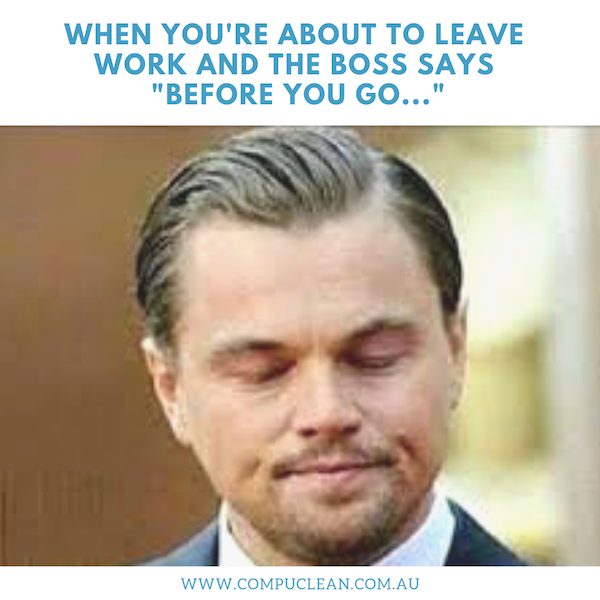 WHEN YOU'RE ABOUT TO LEAVE
WORK AND THE BOSS SAYS
"BEFORE YOU GO..."
WWW.COMPUCLEAN.COM.AU